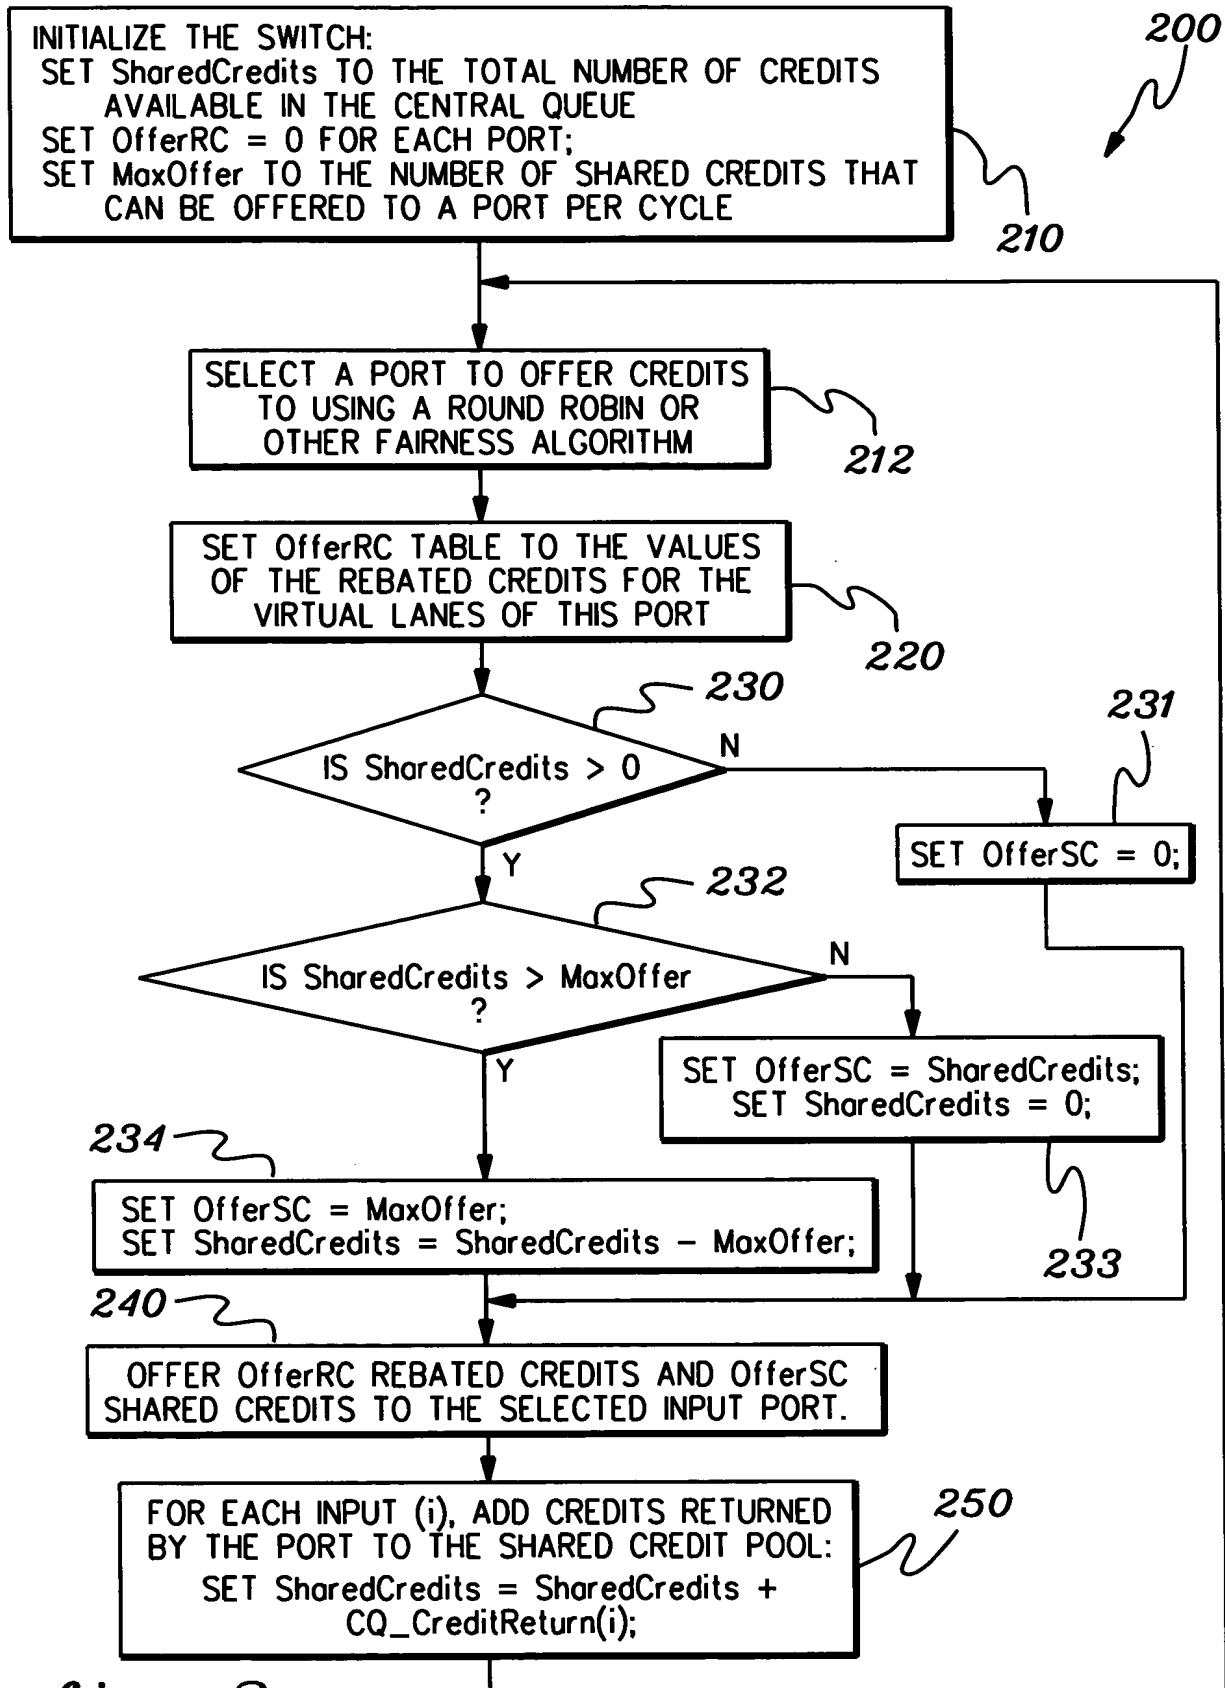 INITIALIZE THE SWITCH:
SET SharedCredits TO THE TOTAL NUMBER OF CREDITS
AVAILABLE IN THE CENTRAL QUEUE
SET OfferRC = 0 FOR EACH PORT;
SET MaxOffer TO THE NUMBER OF SHARED CREDITS THAT
CAN BE OFFERED TO A PORT PER CYCLE
200
210
SELECT A PORT TO OFFER CREDITS
TO USING A ROUND ROBIN OR
OTHER FAIRNESS ALGORITHM
212
SET OfferRC TABLE TO THE VALUES
OF THE REBATED CREDITS FOR THE
VIRTUAL LANES OF THIS PORT
220
230
IS SharedCredits > 0
?
N
Y
231
SET OfferSC = 0;
232
IS SharedCredits > MaxOffer
?
N
Y
SET OfferSC = SharedCredits;
SET SharedCredits = 0;
233
234
SET OfferSC = MaxOffer;
SET SharedCredits = SharedCredits – MaxOffer;
240
OFFER OfferRC REBATED CREDITS AND OfferSC
SHARED CREDITS TO THE SELECTED INPUT PORT.
FOR EACH INPUT (i), ADD CREDITS RETURNED
BY THE PORT TO THE SHARED CREDIT POOL:
SET SharedCredits = SharedCredits +
CQ_CreditReturn(i);
250